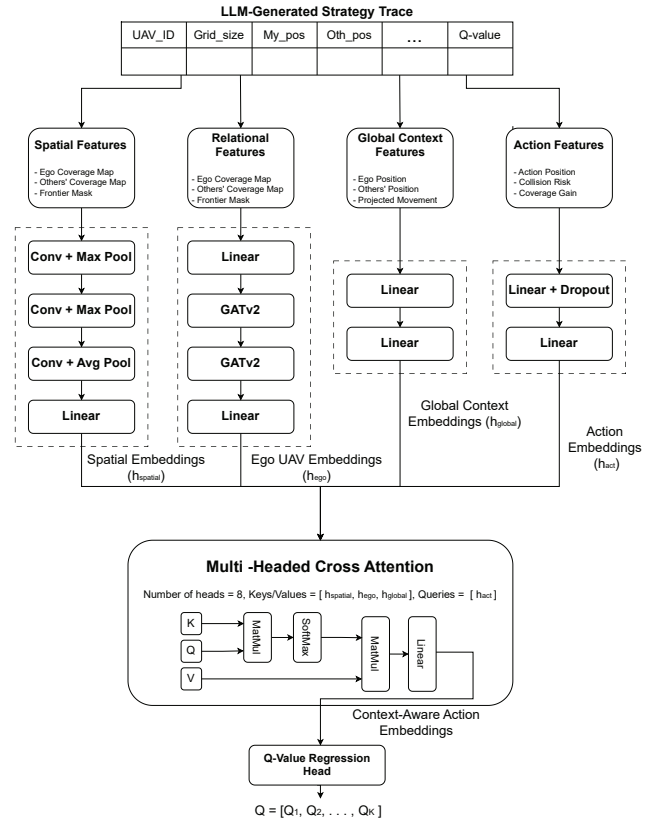 LLM-Generated Strategy Trace
UAV_ID Grid_size My_pos Oth_pos ... Q-value
Spatial Features
- Ego Coverage Map
- Others' Coverage Map
- Frontier Mask
Relational
Features
- Ego Coverage Map
- Others' Coverage Map
- Frontier Mask
Global Context
Features
- Ego Position
- Others' Position
- Projected Movement
Action Features
- Action Position
- Collision Risk
- Coverage Gain
Conv + Max Pool
Conv + Max Pool
Conv + Avg Pool
Linear
Linear
GATv2
GATv2
Linear
Linear
Linear
Linear + Dropout
Linear
Spatial Embeddings
(hspatial)
Ego UAV Embeddings
(hego)
Global Context
Embeddings (hglobal)
Action
Embeddings
(hact)
Multi -Headed Cross Attention
Number of heads = 8, Keys/Values = [ hspatial, hego, hglobal], Queries = [ hact ]
K
Q
V
MatMul
SoftMax
MatMul
Linear
Context-Aware Action
Embeddings
Q-Value Regression
Head
Q = [Q1, Q2, . . . , QK ]